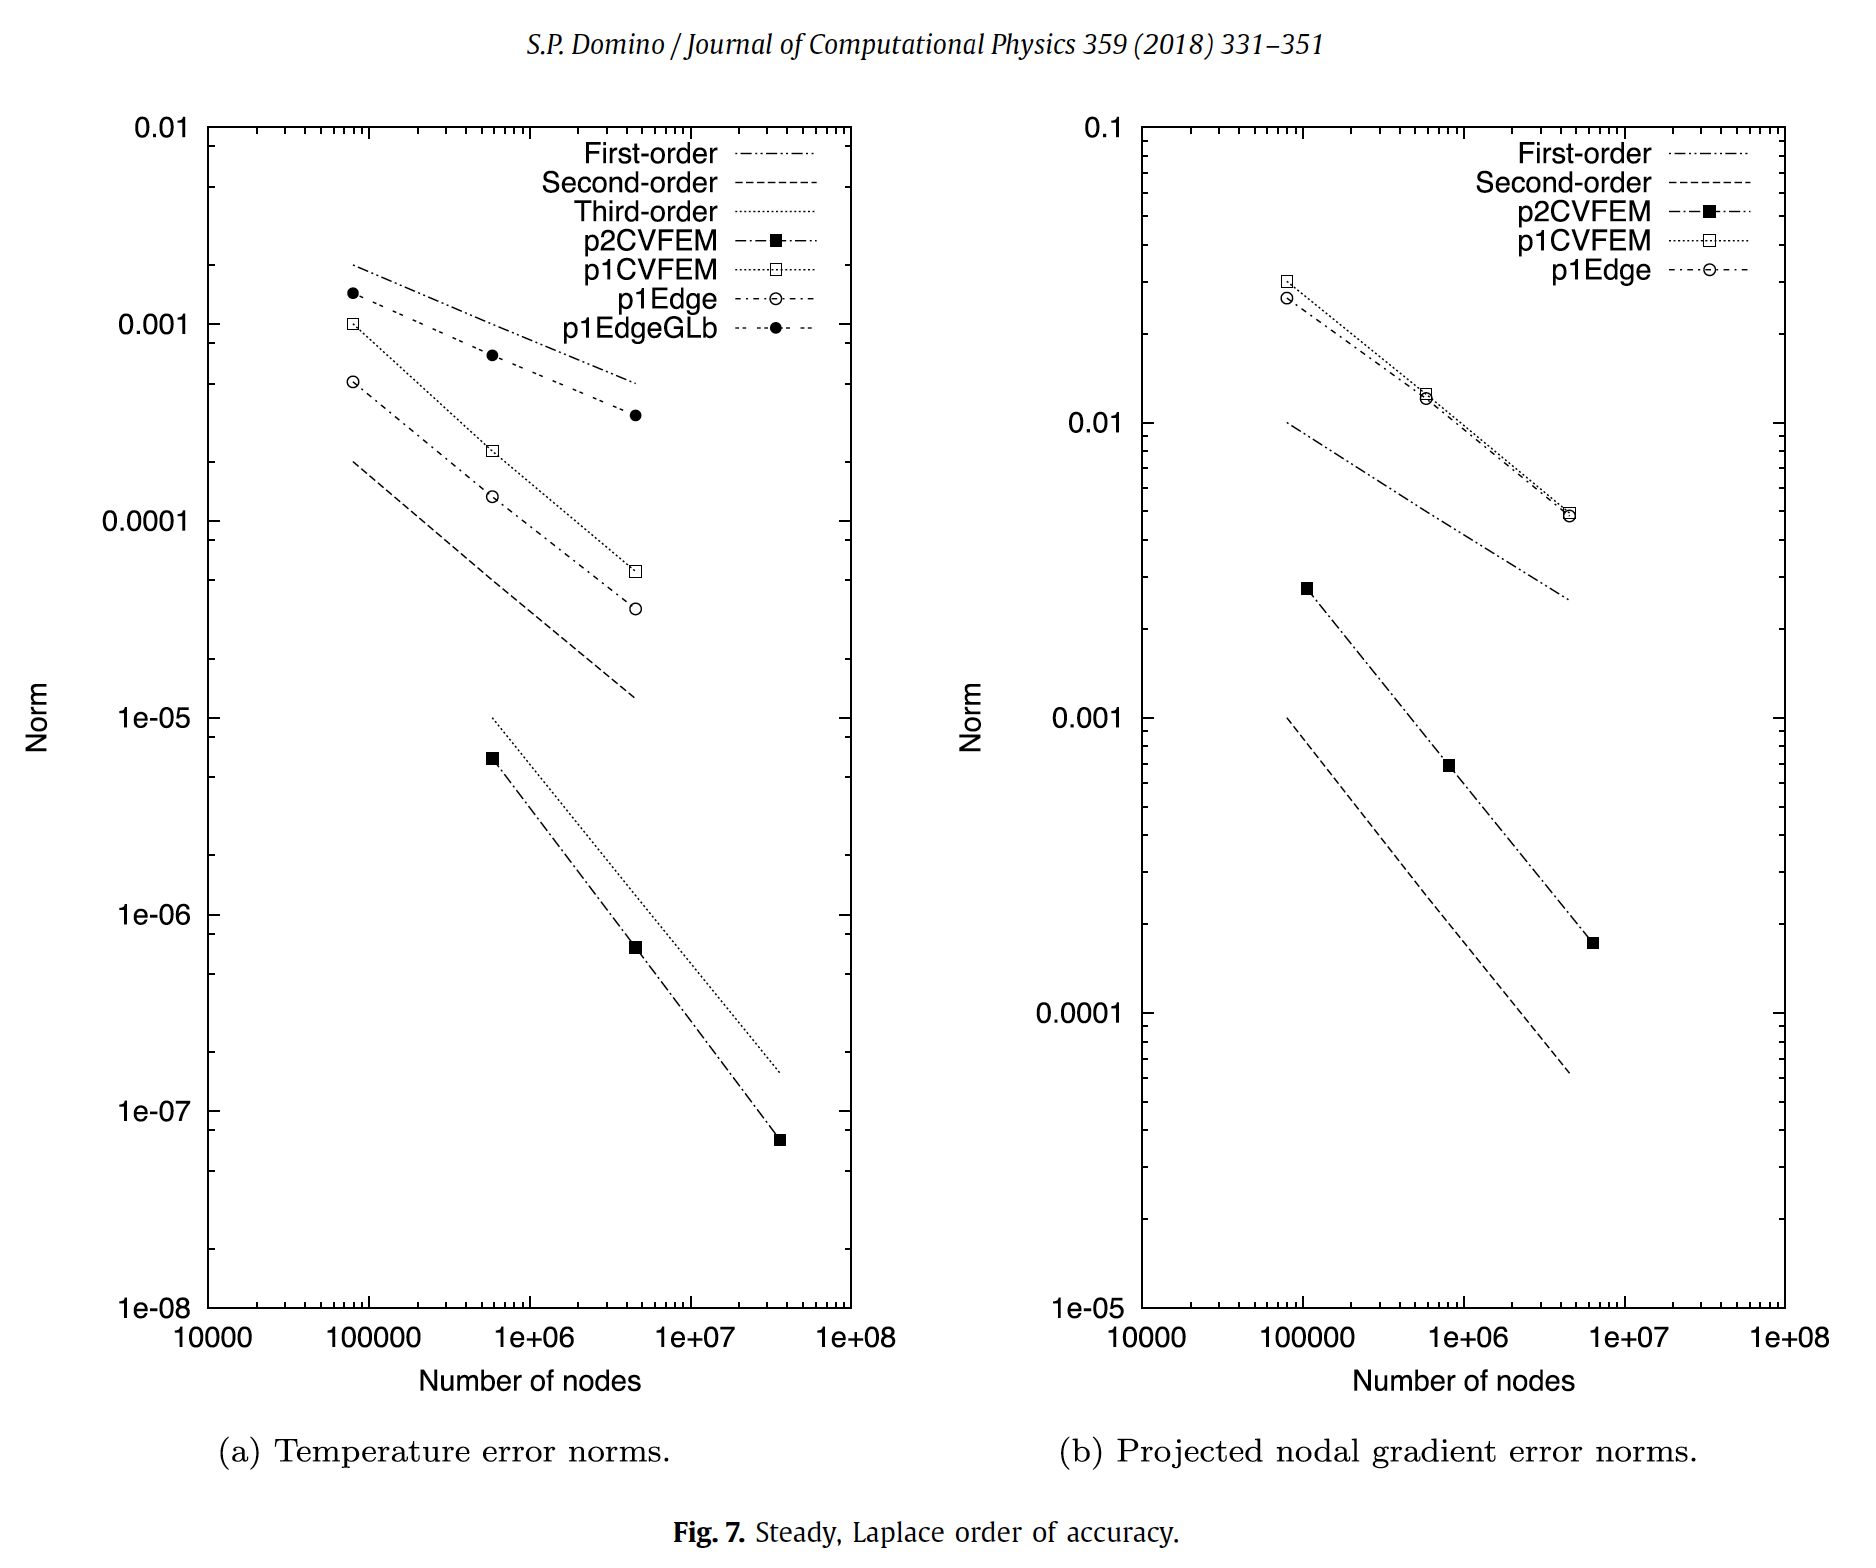 S.P. Domino / Journal of Computational Physics 359 (2018) 331–351
0.01
0.001
0.0001
1e-05
1e-06
1e-07
1e-08
Norm
First-order
Second-order
Third-order
p2CVFEM
p1CVFEM
p1Edge
p1EdgeGLb
10000 100000 1e+06 1e+07 1e+08
Number of nodes
(a) Temperature error norms.
0.1
0.01
0.001
0.0001
1e-05
Norm
First-order
Second-order
p2CVFEM
p1CVFEM
p1Edge
10000 100000 1e+06 1e+07 1e+08
Number of nodes
(b) Projected nodal gradient error norms.
Fig. 7. Steady, Laplace order of accuracy.